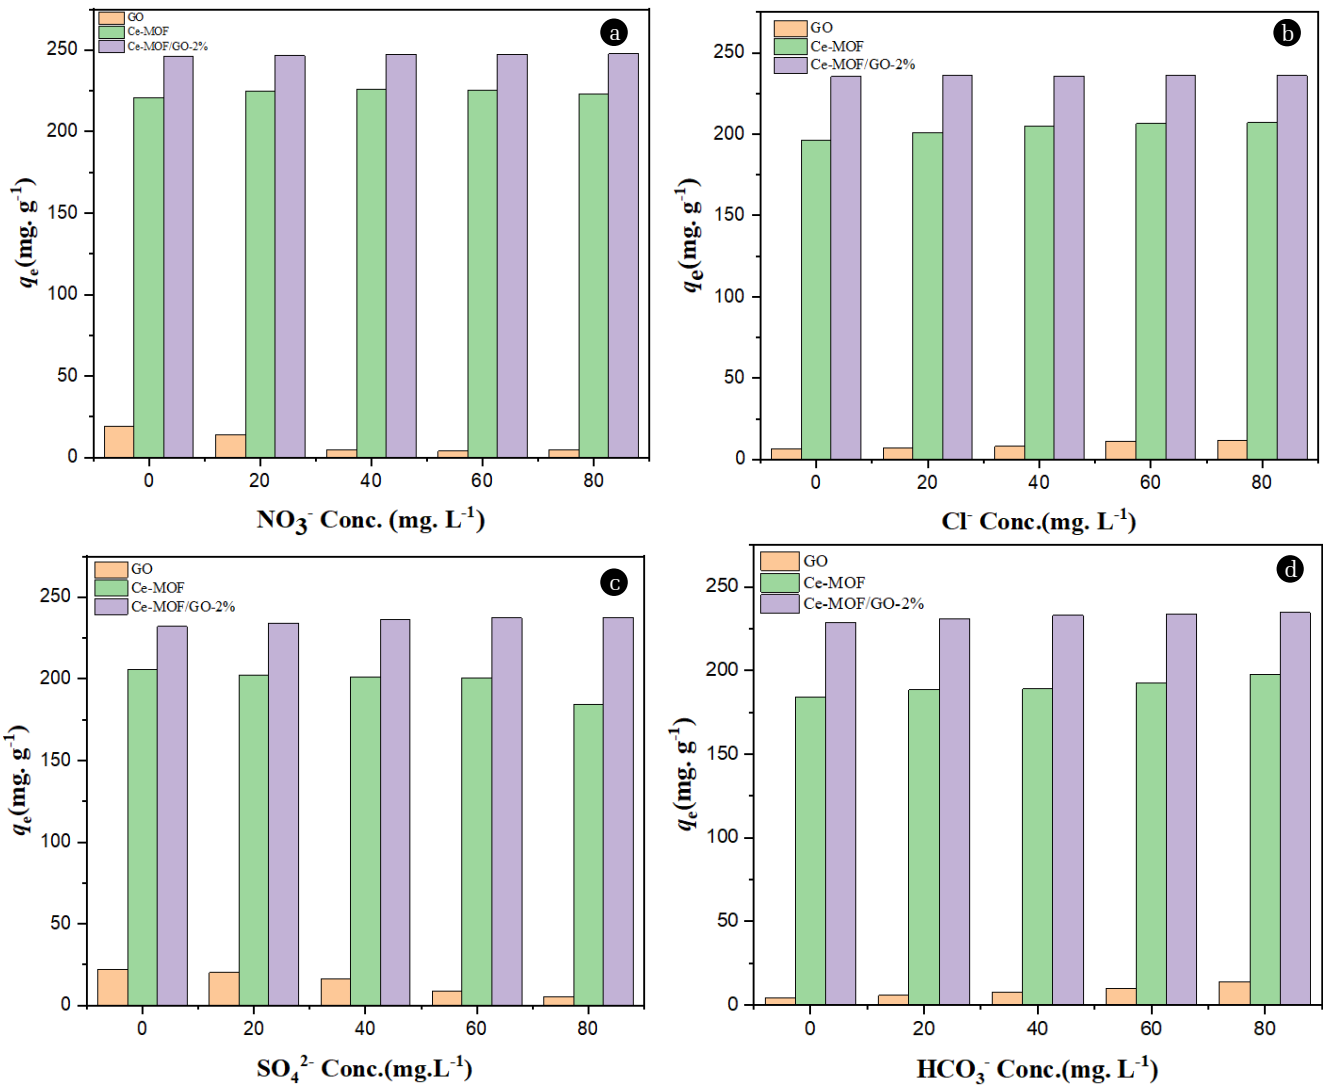 GO
Ce-MOF
Ce-MOF/GO-2%
a
250
200
150
100
50
0
qe(mg. g-1)
0 20 40 60 80
NO3- Conc. (mg. L-1)
GO
Ce-MOF
Ce-MOF/GO-2%
b
250
200
150
100
50
0
qe(mg. g-1)
0 20 40 60 80
Cl- Conc.(mg. L-1)
GO
Ce-MOF
Ce-MOF/GO-2%
c
250
200
150
100
50
0
qe(mg. g-1)
0 20 40 60 80
SO42- Conc.(mg.L-1)
GO
Ce-MOF
Ce-MOF/GO-2%
d
250
200
150
100
50
0
qe(mg. g-1)
0 20 40 60 80
HCO3- Conc.(mg. L-1)